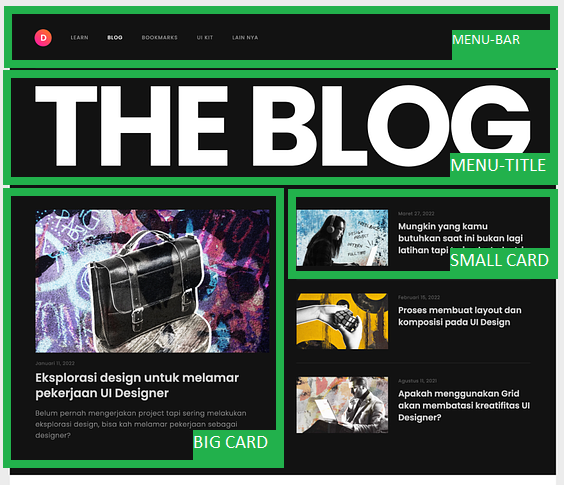 D LEARN BLOG BOOKMARKS UI KIT LAIN NYA
MENU-BAR
THE BLOG
MENU-TITLE
Januari 11, 2022
Eksplorasi design untuk melamar
pekerjaan UI Designer
Belum pernah mengerjakan project tapi sering melakukan
eksplorasi design, bisa kah melamar pekerjaan sebagai
designer?
BIG CARD
Maret 27, 2022
Mungkin yang kamu
butuhkan saat ini bukan lagi
latihan tapi
SMALL CARD
Februari 15, 2022
Proses membuat layout dan
komposisi pada UI Design
Agustus 11, 2021
Apakah menggunakan Grid
akan membatasi kreatifitas UI
Designer?